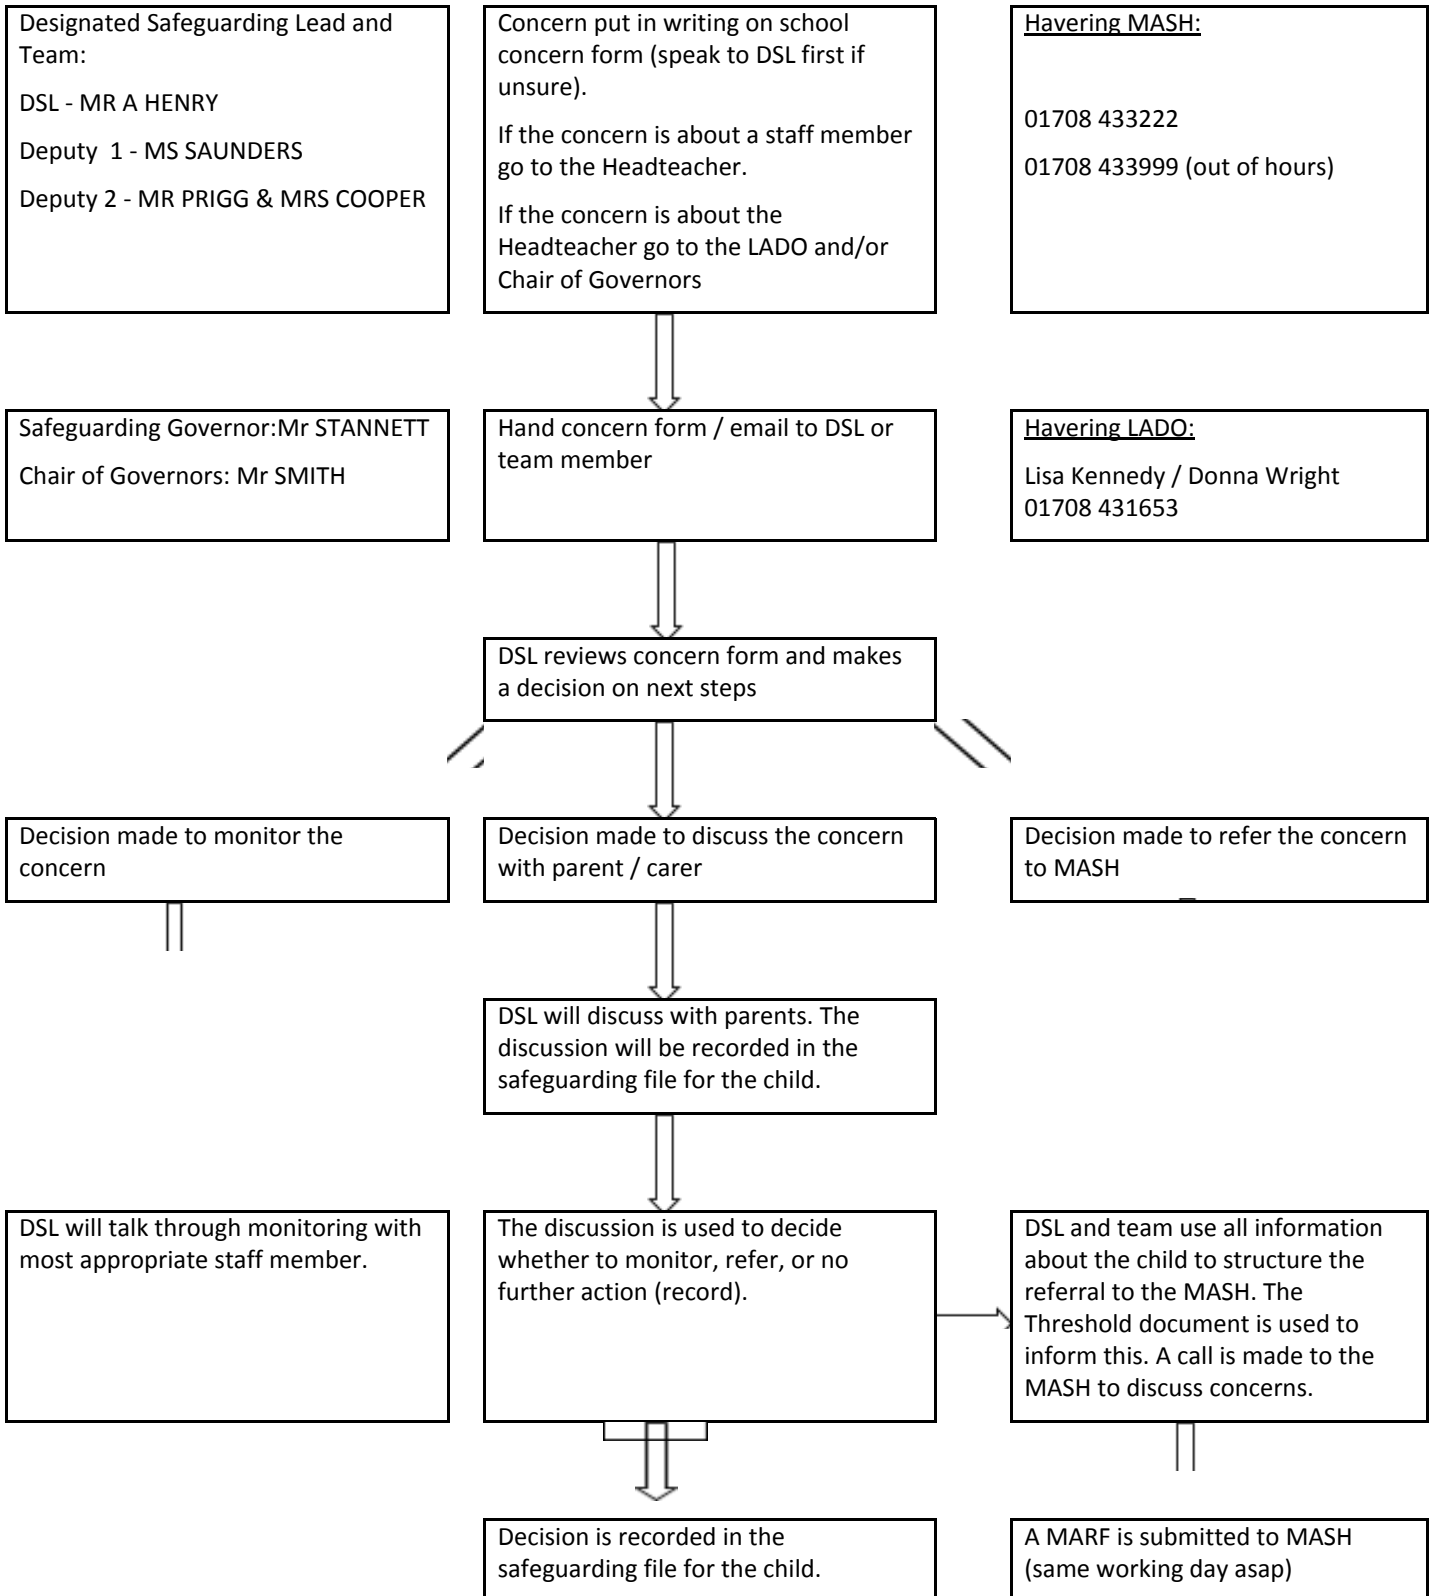 Designated Safeguarding Lead and
Team:
DSL - MR A HENRY
Deputy  1 - MS SAUNDERS
Deputy 2 - MR PRIGG & MRS COOPER
Concern put in writing on school
concern form (speak to DSL first if
unsure).
If the concern is about a staff member
go to the Headteacher.
If the concern is about the
Headteacher go to the LADO and/or
Chair of Governors
Havering MASH:
01708 433222
01708 433999 (out of hours)
Safeguarding Governor:Mr STANNETT
Chair of Governors: Mr SMITH
Hand concern form / email to DSL or
team member
Havering LADO:
Lisa Kennedy / Donna Wright
01708 431653
DSL reviews concern form and makes
a decision on next steps
Decision made to monitor the
concern
Decision made to discuss the concern
with parent / carer
Decision made to refer the concern
to MASH
DSL will discuss with parents. The
discussion will be recorded in the
safeguarding file for the child.
DSL will talk through monitoring with
most appropriate staff member.
The discussion is used to decide
whether to monitor, refer, or no
further action (record).
DSL and team use all information
about the child to structure the
referral to the MASH. The
Threshold document is used to
inform this. A call is made to the
MASH to discuss concerns.
Decision is recorded in the
safeguarding file for the child.
A MARF is submitted to MASH
(same working day asap)